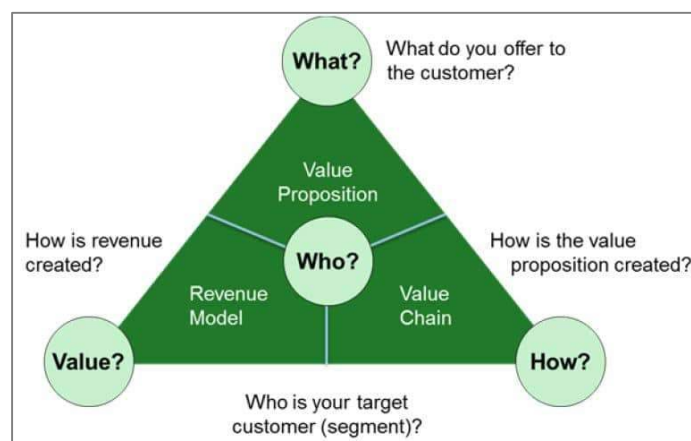 What?
What do you offer to
the customer?
Value
Proposition
How is revenue
created?
Who?
How is the value
proposition created?
Revenue
Model
Value
Chain
Value?
How?
Who is your target
customer (segment)?